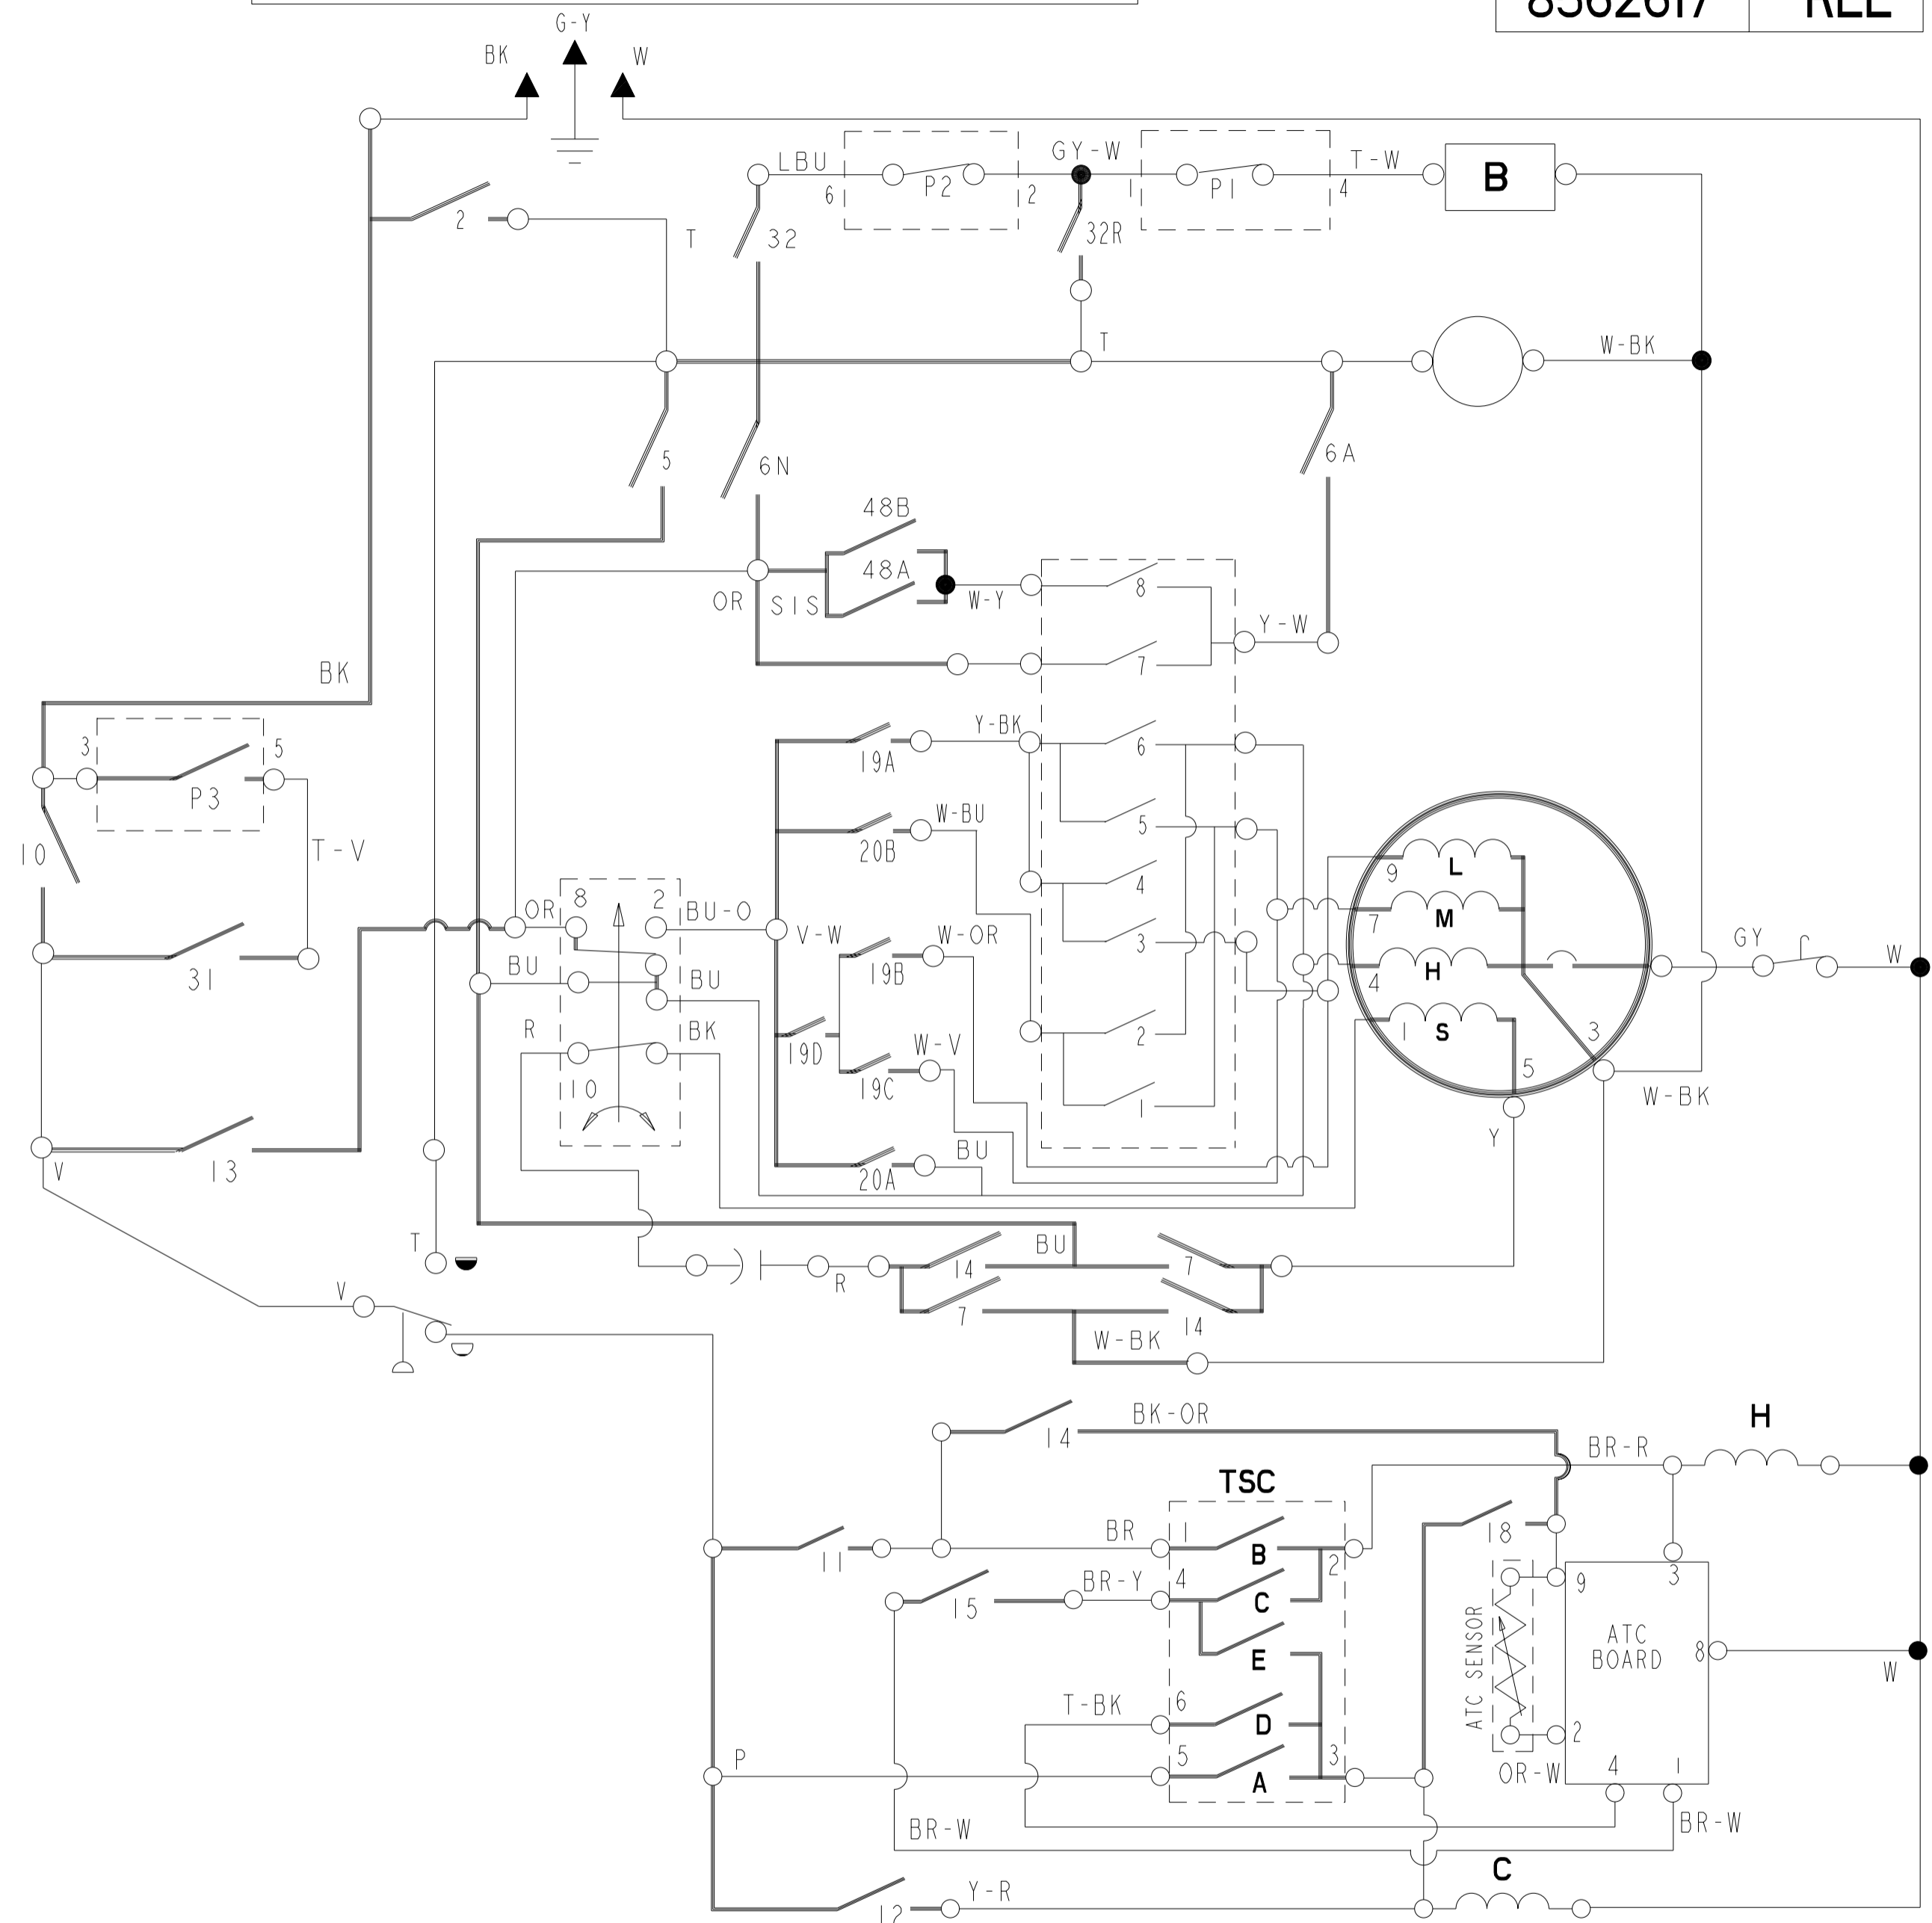 G-Y
BK
W
LBU
6
P2
2
GY-W
1
P1
4
T-W
B
2
T
32
32R
T
W-BK
5
6N
6A
48B
48A
OR
SIS
W-Y
8
7
Y-W
BK
3
5
P3
10
T-V
31
13
V
19A
Y-BK
6
20B
W-BU
5
4
3
OR
8
2
BU-O
BU
BU
R
BK
10
V-W
W-OR
19B
19D
W-V
19C
20A
BU
2
1
9
L
7
M
4
H
1
S
3
5
GY
W
W-BK
Y
T
V
R
14
BU
7
7
14
W-BK
14
BK-OR
BR-R
H
TSC
11
BR
1
B
2
18
15
BR-Y
4
C
E
ATC SENSOR
9
3
ATC
BOARD
8
W
T-BK
6
D
2
P
5
A
3
OR-W
4
1
BR-W
BR-W
C
Y-R
12